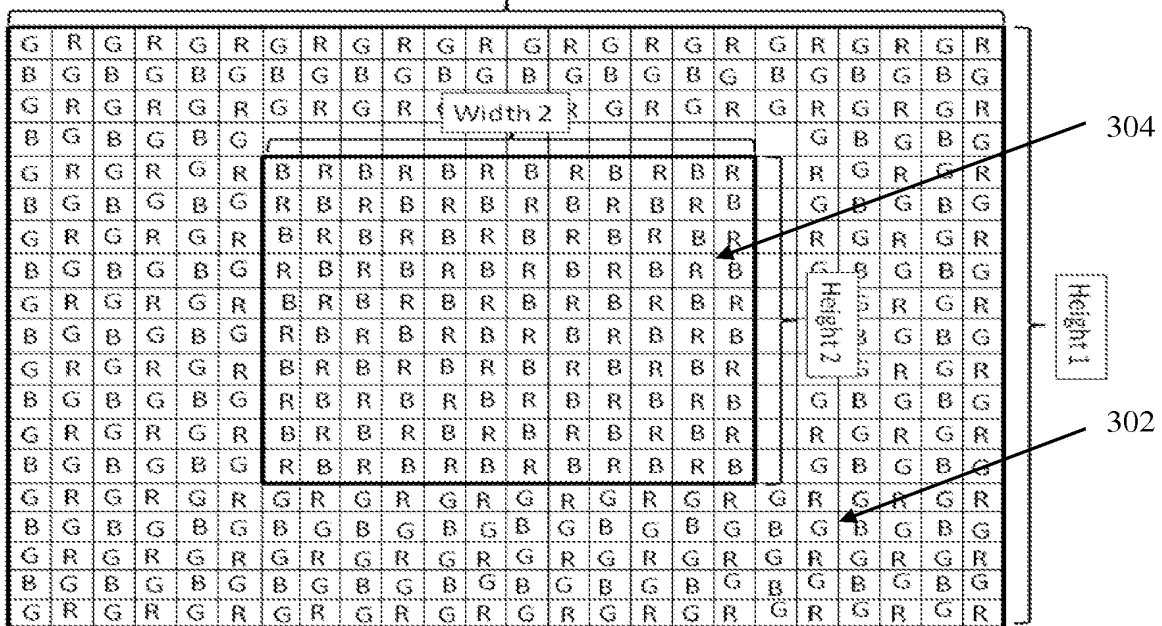 G R G R G R G R G R G R G R G R G R G R G R G R
B G B G B G B G B G B G B G B G B G B G B G B G
G R G R G R G R G R Width 2 R G R G R G R G R G R
B G B G B G G B G B G
304
G R G R G R B R B R B R B R B R B R R G R G R
B G B G B G R B R B R B R B R B R B G B G B G
G R G R G R B R B R B R B R B R B R R G R G R
B G B G B G R B R B R B R B R B R B G B G B G
G R G R G R B R B R B R B R B R B R R G R
Height 2
Height 1
B G B G B G R B R B R B R B R B R B G B G
G R G R G R B R B R B R B R B R B R R G R
B G B G B G R B R B R B R B R B R B G B G B G
302
G R G R G R B R B R B R B R B R B R R G R G R
B G B G B G R B R B R B R B R B R B G B G B G
G R G R G R G R G R G R G R G R G R G R G R G R
B G B G B G B G B G B G B G B G B G B G B G B G
G R G R G R G R G R G R G R G R G R G R G R G R
B G B G B G B G B G B G B G B G B G B G B G B G
G R G R G R G R G R G R G R G R G R G R G R G R